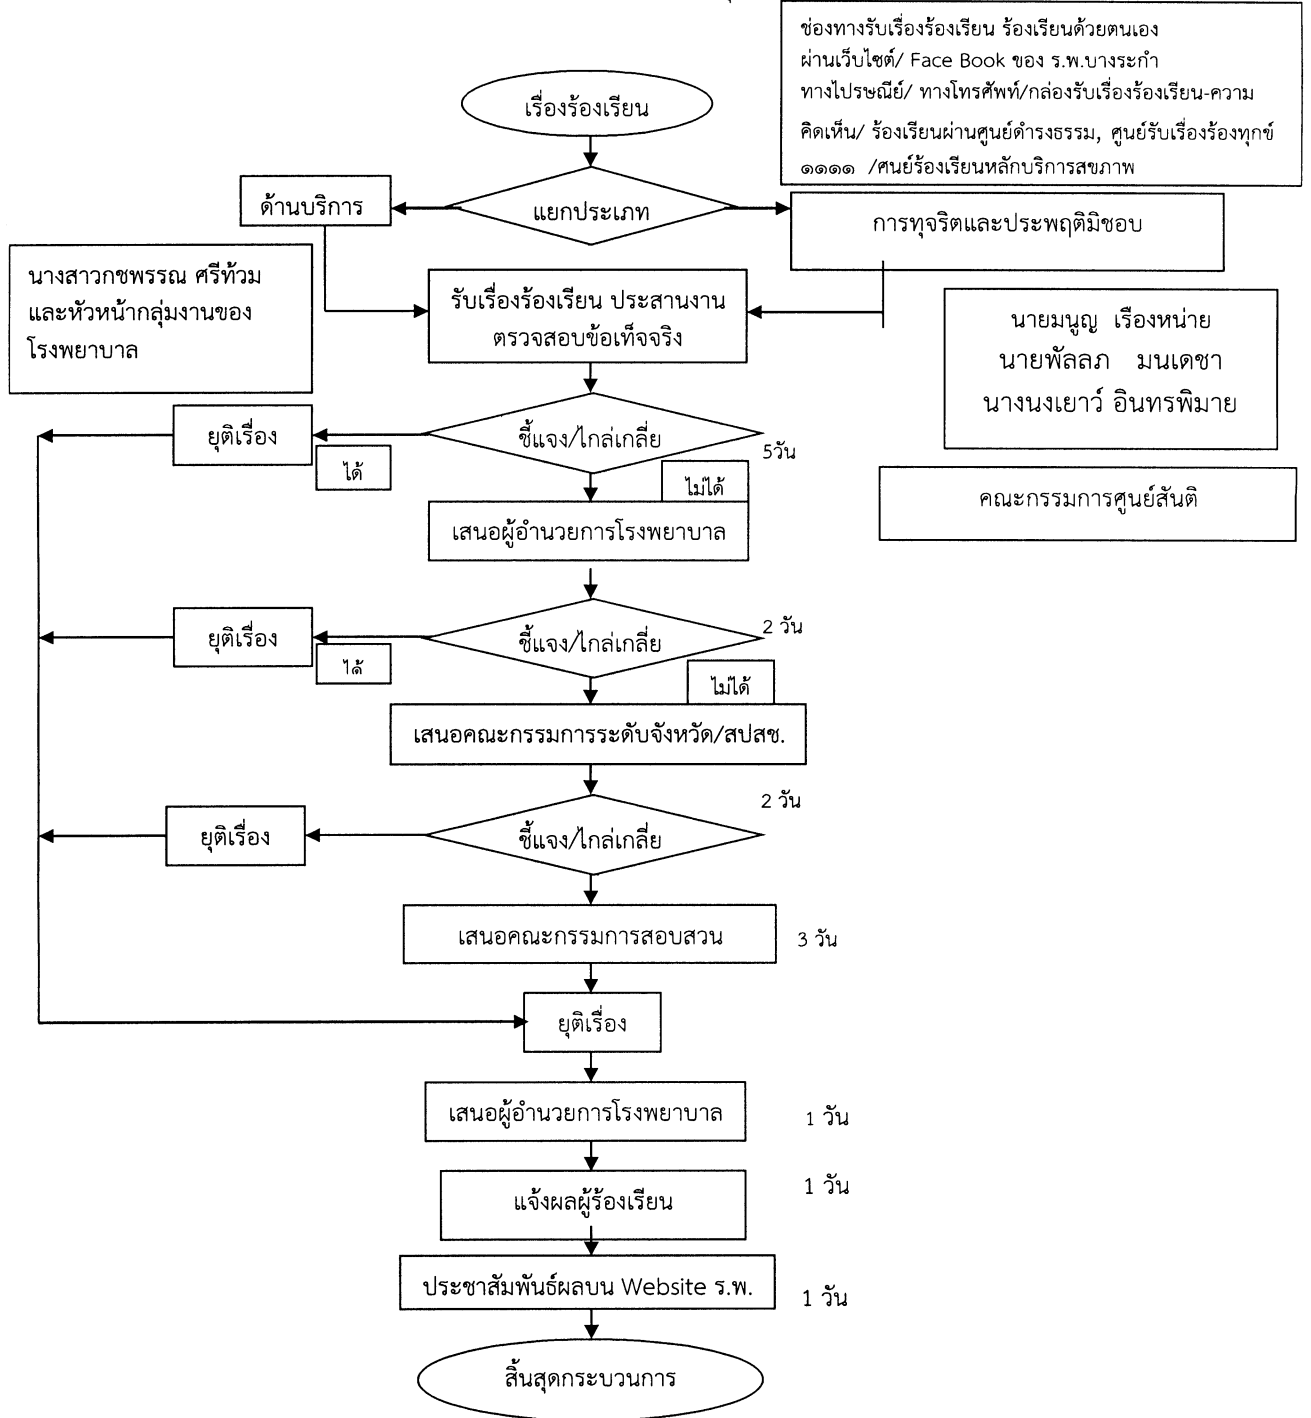 ช่องทางรับเรื่องร้องเรียน ร้องเรียนด้วยตนเอง
ผ่านเว็บไซต์/ Face Book ของ ร.พ.บางระกำ
ทางไปรษณีย์/ ทางโทรศัพท์/กล่องรับเรื่องร้องเรียน-ความ
คิดเห็น/ ร้องเรียนผ่านศูนย์ดำรงธรรม, ศูนย์รับเรื่องร้องทุกข์
๑๑๑๑ /ศนย์ร้องเรียนหลักบริการสขภาพ
เรื่องร้องเรียน
ด้านบริการ
แยกประเภท
การทุจริตและประพฤติมิชอบ
นางสาวกชพรรณ ศรีท้วม
และหัวหน้ากลุ่มงานของ
โรงพยาบาล
รับเรื่องร้องเรียน ประสานงาน
ตรวจสอบข้อเท็จจริง
นายมนูญ เรืองหน่าย
นายพัลลภ มนเดชา
นางนงเยาว์ อินทรพิมาย
ยุติเรื่อง
ชี้แจง/ไกล่เกลี่ย
5วัน
ได้
ไม่ได้
คณะกรรมการศูนย์สันติ
เสนอผู้อำนวยการโรงพยาบาล
ยุติเรื่อง
ชี้แจง/ไกล่เกลี่ย
2 วัน
ได้
ไม่ได้
เสนอคณะกรรมการระดับจังหวัด/สปสช.
2 วัน
ยุติเรื่อง
ชี้แจง/ไกล่เกลี่ย
เสนอคณะกรรมการสอบสวน
3 วัน
ยุติเรื่อง
เสนอผู้อำนวยการโรงพยาบาล
1 วัน
แจ้งผลผู้ร้องเรียน
1 วัน
ประชาสัมพันธ์ผลบน Website ร.พ.
1 วัน
สิ้นสุดกระบวนการ